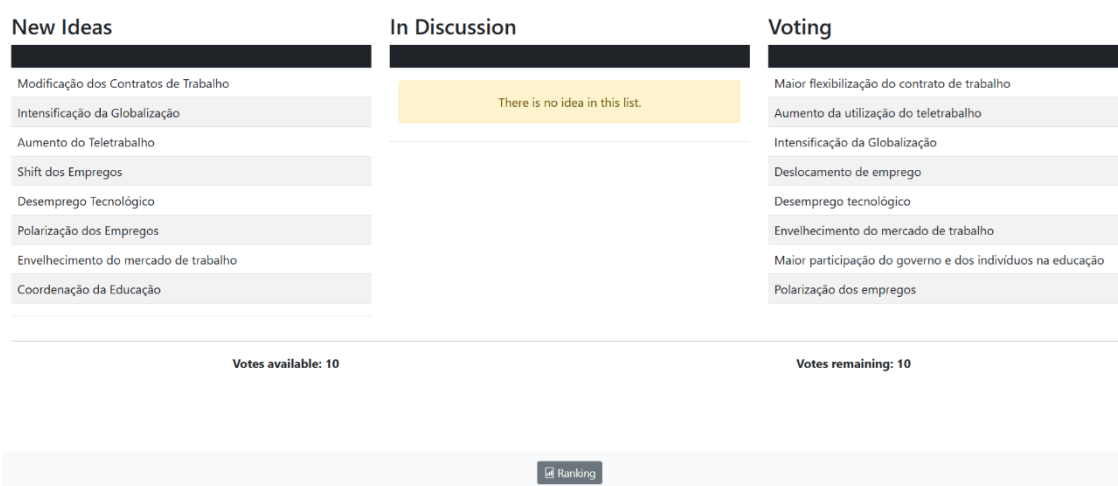 New Ideas
Modificação dos Contratos de Trabalho
Intensificação da Globalização
Aumento do Teletrabalho
Shift dos Empregos
Desemprego Tecnológico
Polarização dos Empregos
Envelhecimento do mercado de trabalho
Coordenação da Educação
In Discussion
There is no idea in this list.
Voting
Maior flexibilização do contrato de trabalho
Aumento da utilização do teletrabalho
Intensificação da Globalização
Deslocamento de emprego
Desemprego tecnológico
Envelhecimento do mercado de trabalho
Maior participação do governo e dos indivíduos na educação
Polarização dos empregos
Votes available: 10
Votes remaining: 10
Ranking